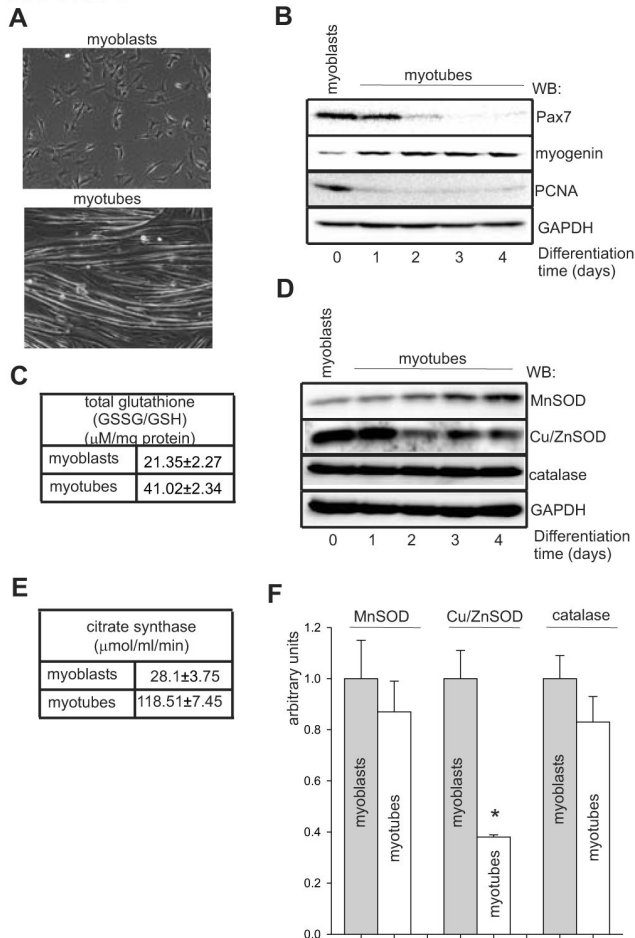 A
myoblasts
myotubes
B
myoblasts
myotubes
WB:
Pax7
myogenin
PCNA
GAPDH
0 1 2 3 4 Differentiation
time (days)
C
total glutathione
(GSSG/GSH)
(µM/mg protein)
myoblasts 21.35±2.27
myotubes 41.02±2.34
D
myoblasts
myotubes
WB:
MnSOD
Cu/ZnSOD
catalase
GAPDH
0 1 2 3 4 Differentiation
time (days)
E
citrate synthase
(µmol/ml/min)
myoblasts 28.1±3.75
myotubes 118.51±7.45
F
MnSOD Cu/ZnSOD catalase
arbitrary units
1.2
1.0
0.8
0.6
0.4
0.2
0.0
myoblasts
myotubes
myoblasts
*
myotubes
myoblasts
myotubes